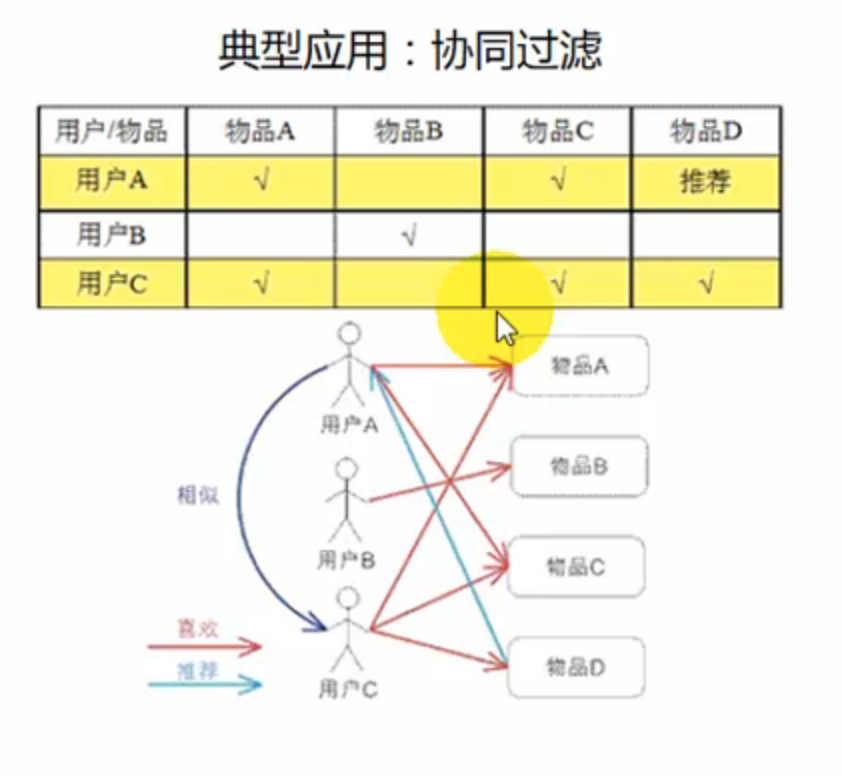 典型应用：协同过滤
用户/物品 物品A 物品B 物品C 物品D
用户A √ √ 推荐
用户B √
用户C √ √ √
物品A
用户A
物品B
相似
用户B
物品C
喜欢
物品D
推荐
用户C